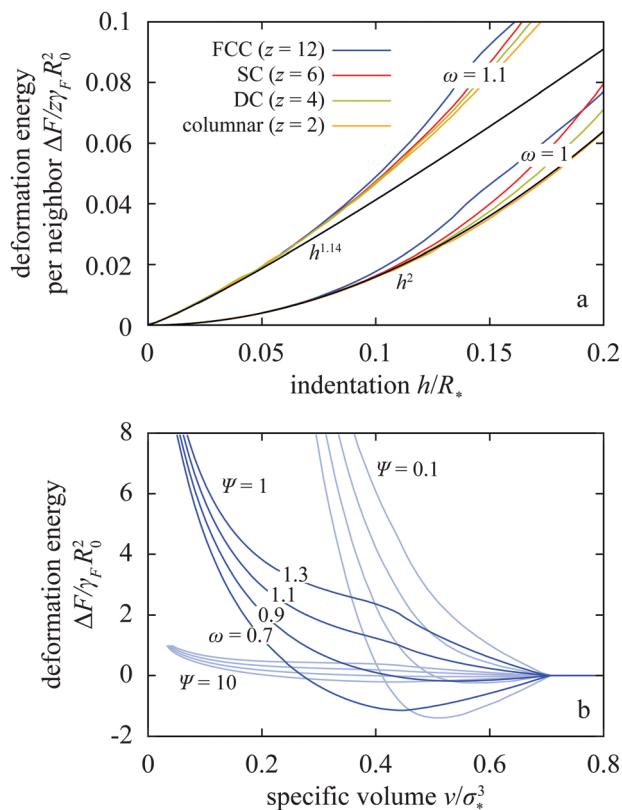 0.1
0.08
0.06
0.04
0.02
0
deformation energy
per neighbor ΔF/zγ_F R_0^2
FCC (z = 12)
SC (z = 6)
DC (z = 4)
columnar (z = 2)
ω = 1.1
ω = 1
h^1.14
h^2
a
0 0.05 0.1 0.15 0.2
indentation h/R_*
8
6
4
2
0
-2
deformation energy
ΔF/γ_F R_0^2
Ψ = 1
Ψ = 0.1
1.3
1.1
0.9
ω = 0.7
Ψ = 10
b
0 0.2 0.4 0.6 0.8
specific volume v/σ_*^3